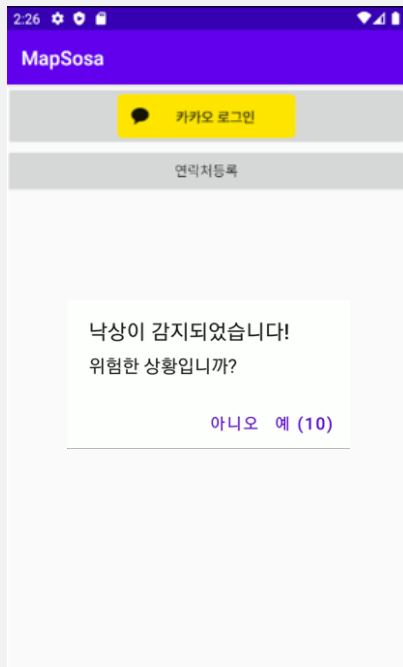 2:26
MapSosa
카카오 로그인
연락처등록
낙상이 감지되었습니다!
위험한 상황입니까?
아니오 예 (10)